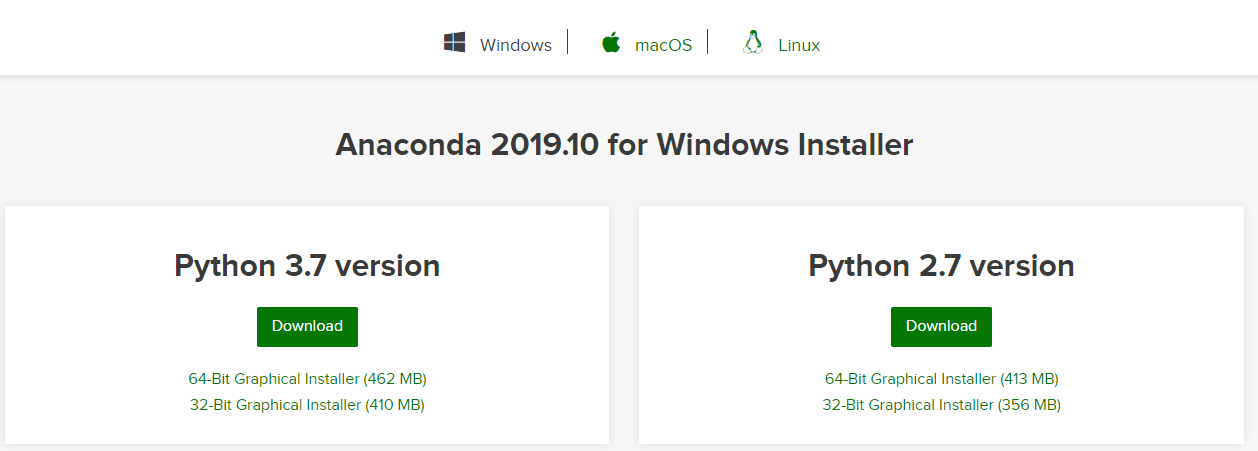 Windows
macOS
Linux
Anaconda 2019.10 for Windows Installer
Python 3.7 version
Download
64-Bit Graphical Installer (462 MB)
32-Bit Graphical Installer (410 MB)
Python 2.7 version
Download
64-Bit Graphical Installer (413 MB)
32-Bit Graphical Installer (356 MB)